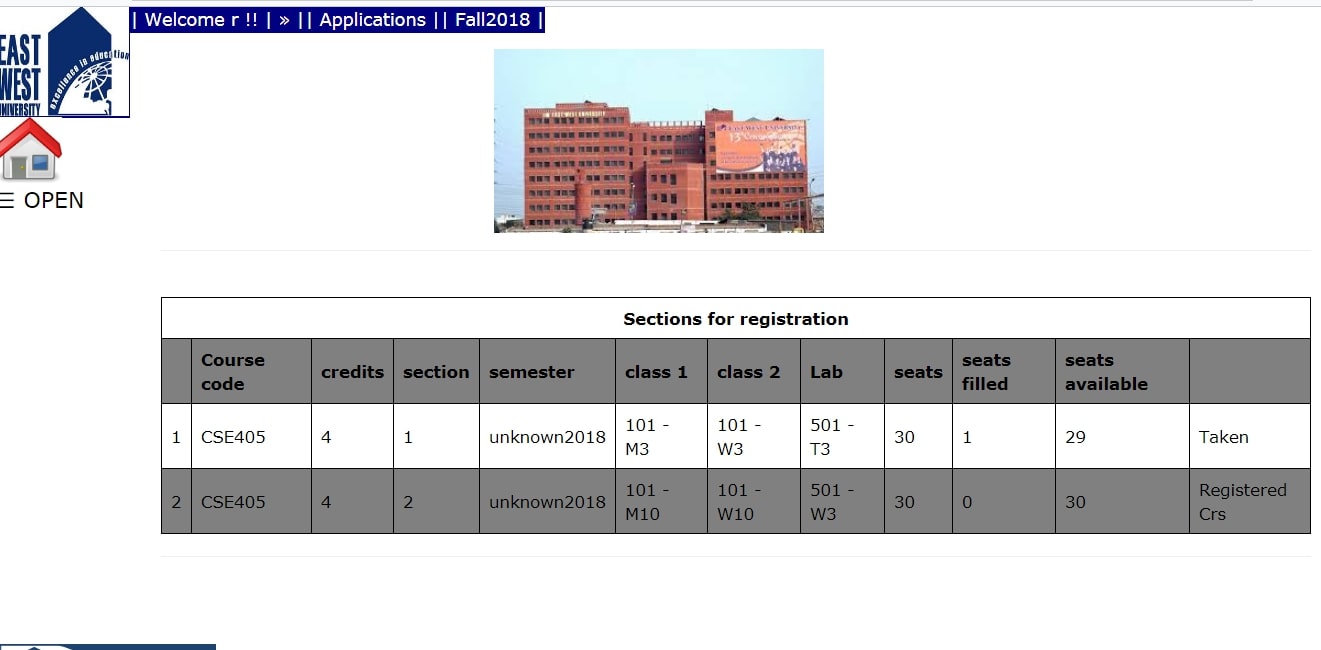 | Welcome r !! | » || Applications || Fall2018 |
EAST
WEST
UNIVERSITY
excellence in education
☰ OPEN
EAST WEST UNIVERSITY
Sections for registration
Course code credits section semester class 1 class 2 Lab seats seats filled seats available
1 CSE405 4 1 unknown2018 101 - M3 101 - W3 501 - T3 30 1 29 Taken
2 CSE405 4 2 unknown2018 101 - M10 101 - W10 501 - W3 30 0 30 Registered Crs